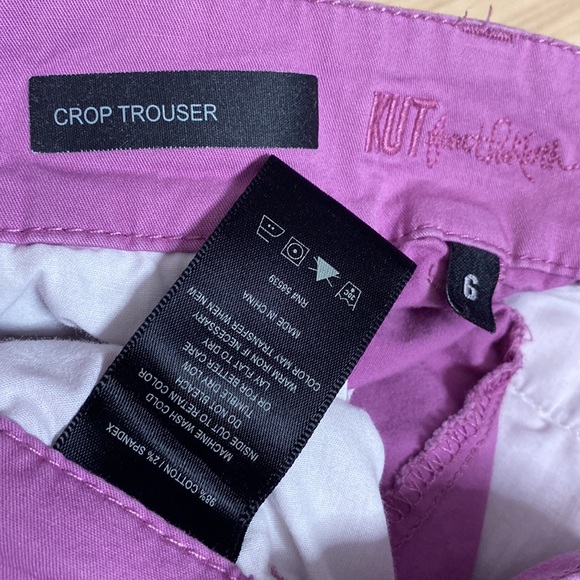 CROP TROUSER
KUT from the Kloth
6
98% COTTON / 2% SPANDEX
MACHINE WASH COLD
INSIDE OUT TO RETAIN COLOR
DO NOT BLEACH
TUMBLE DRY LOW
OR FOR BETTER CARE
LAY FLAT TO DRY
WARM IRON IF NECESSARY
COLOR MAY TRANSFER WHEN NEW
MADE IN CHINA
RN# 58639